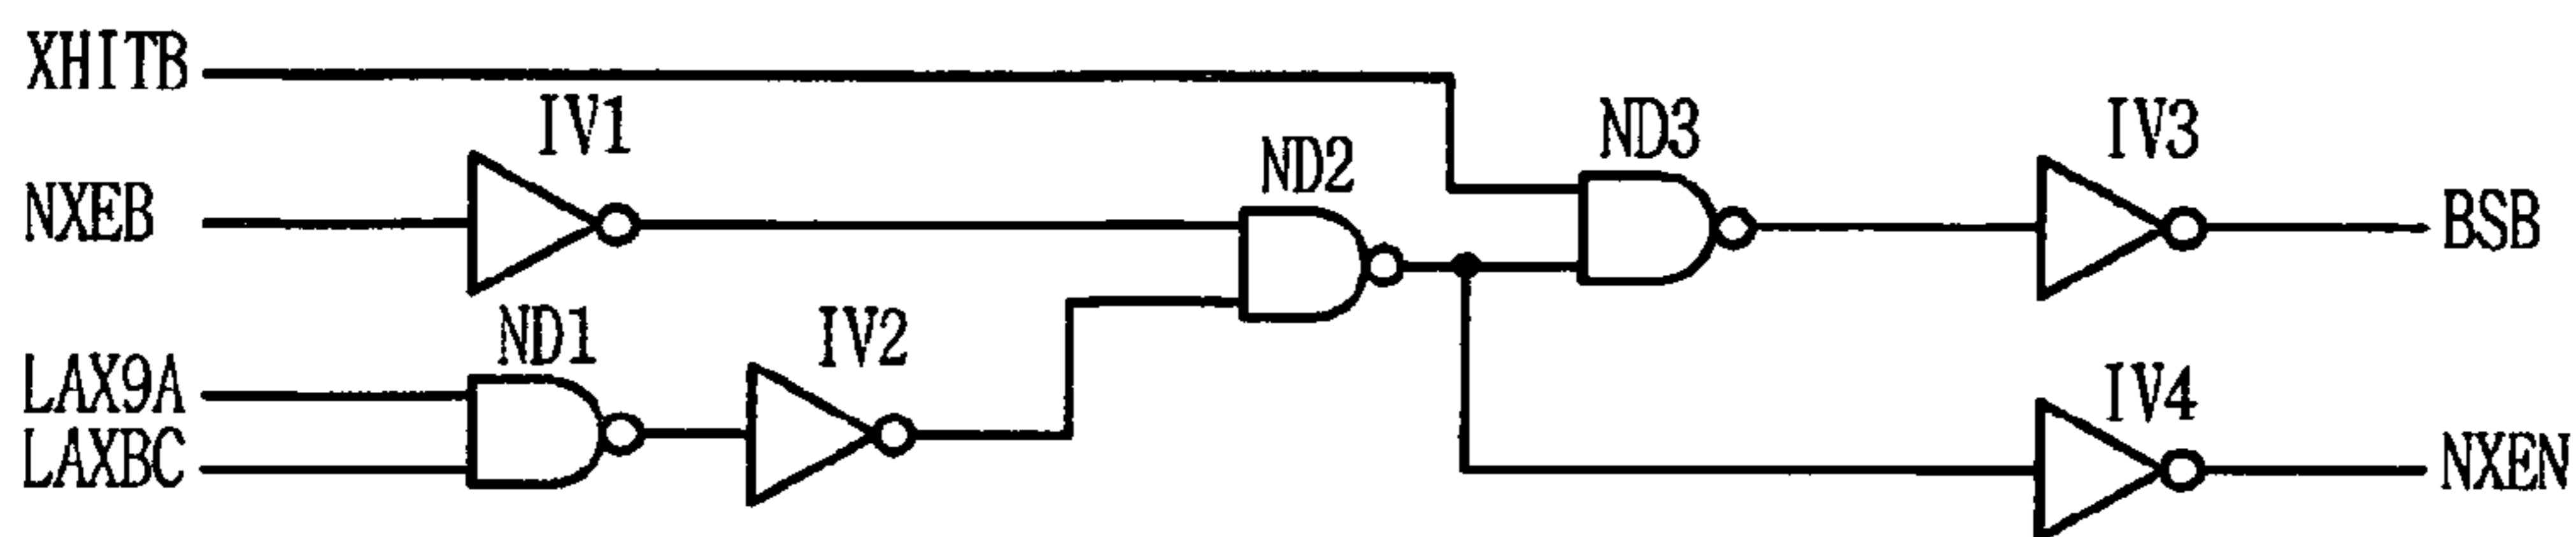 XHITB
IV1
ND3
IV3
ND2
NXEB
BSB
ND1
IV2
LAX9A
IV4
LAXBC
NXEN